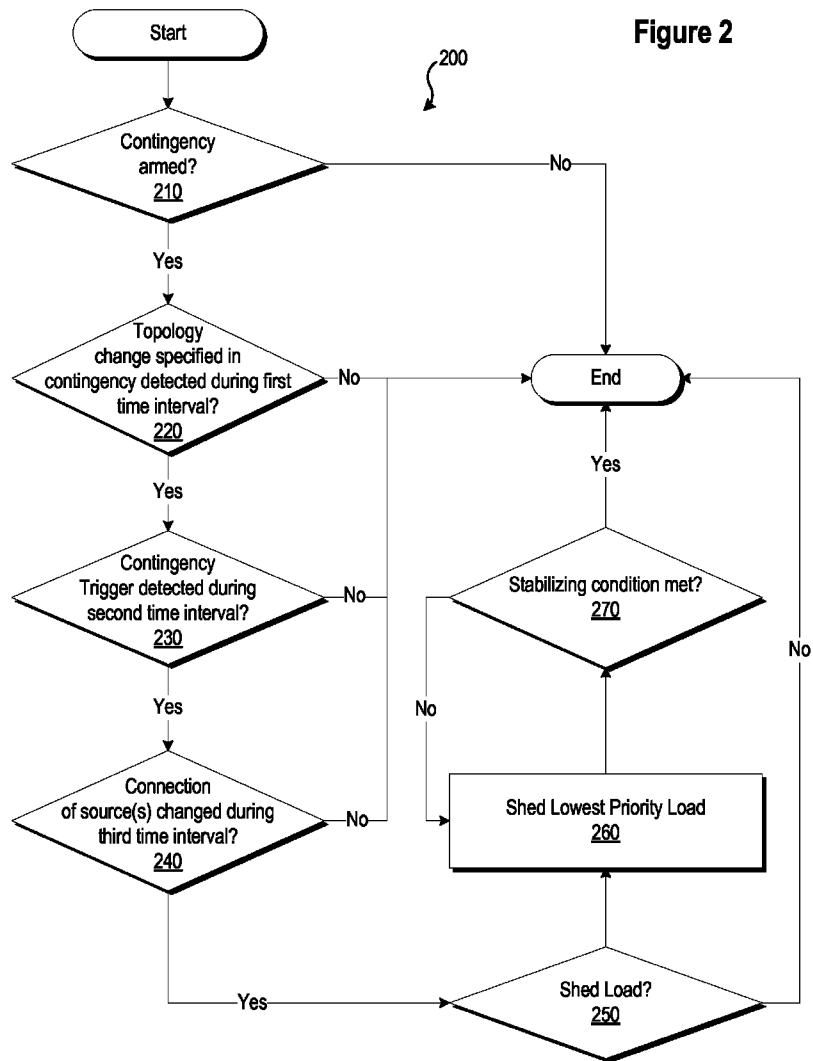 Figure 2
200
Start
Contingency
armed?
210
No
Yes
Topology
change specified in
contingency detected during first
time interval?
220
No
End
Yes
Yes
Contingency
Trigger detected during
second time interval?
230
No
Stabilizing condition met?
270
No
No
Yes
Connection
of source(s) changed during
third time interval?
240
No
Shed Lowest Priority Load
260
Yes
Shed Load?
250